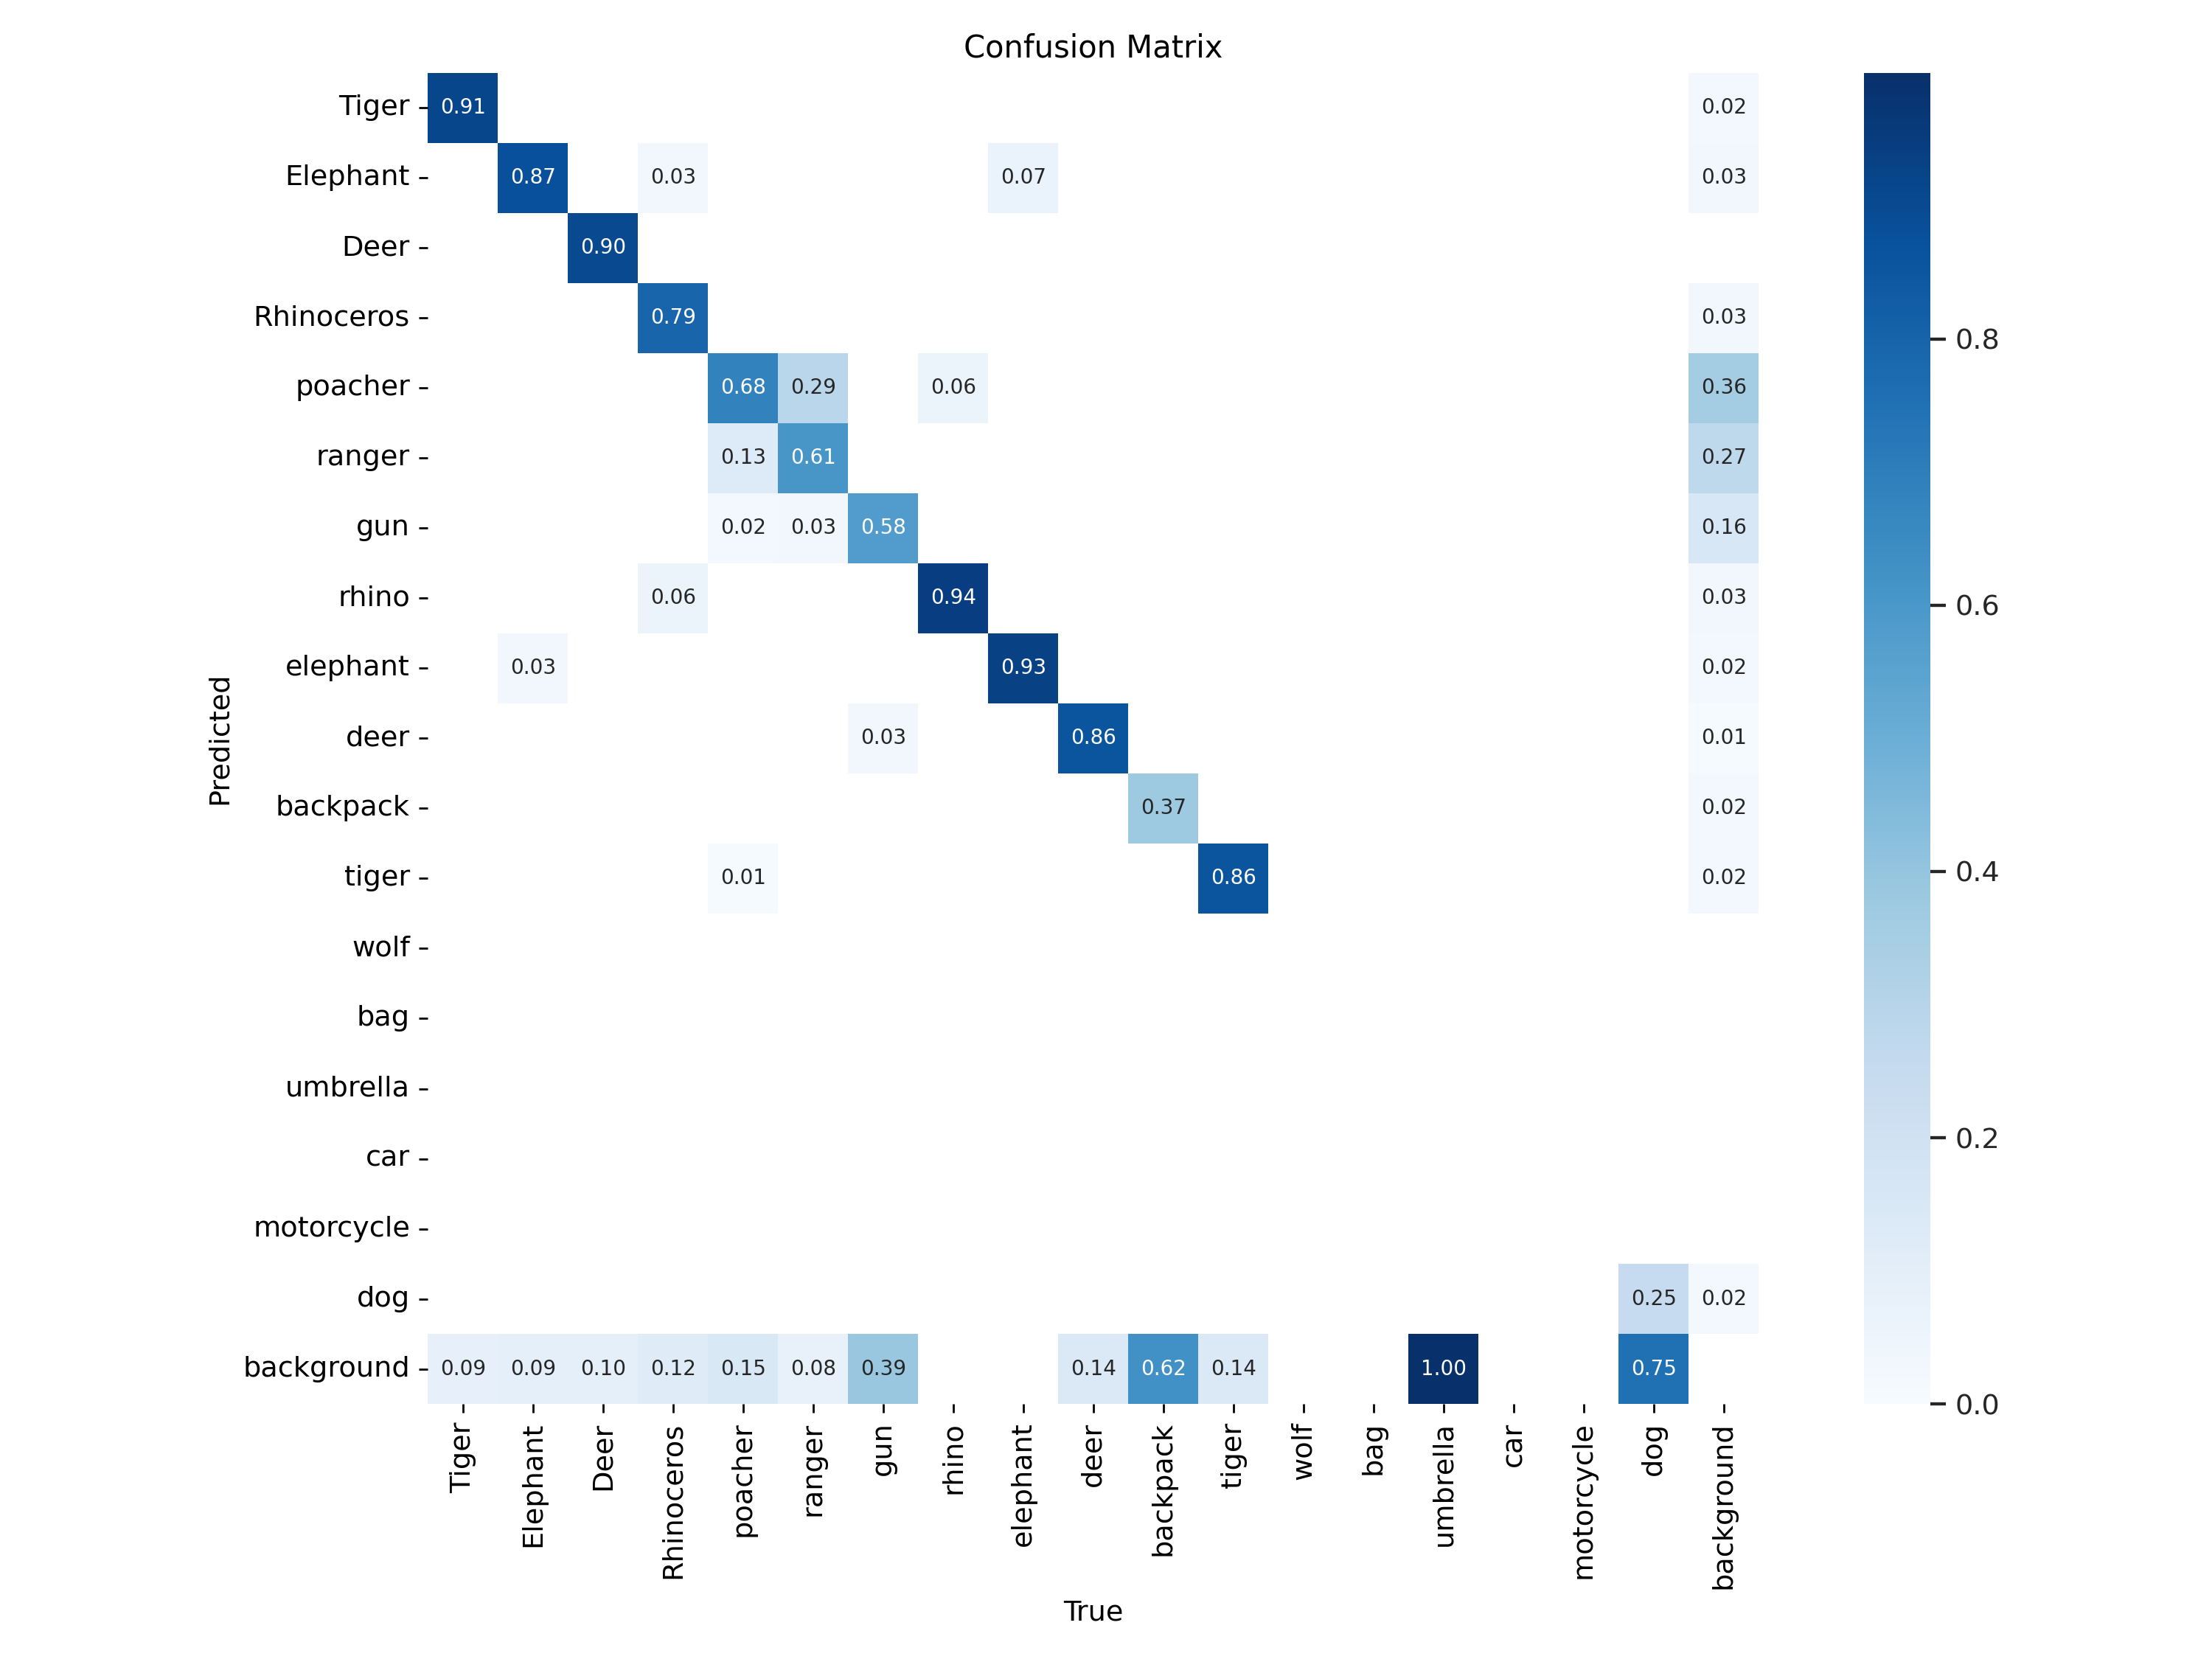 Confusion Matrix
Tiger 0.91 0.02
Elephant 0.87 0.03 0.07 0.03
Deer 0.90
Rhinoceros 0.79 0.03 0.8
poacher 0.68 0.29 0.06 0.36
ranger 0.13 0.61 0.27
gun 0.02 0.03 0.58 0.16
rhino 0.06 0.94 0.03 0.6
elephant 0.03 0.93 0.02
Predicted
deer 0.03 0.86 0.01
backpack 0.37 0.02
tiger 0.01 0.86 0.02 0.4
wolf
bag
umbrella
car 0.2
motorcycle
dog 0.25 0.02
background 0.09 0.09 0.10 0.12 0.15 0.08 0.39 0.14 0.62 0.14 1.00 0.75 0.0
Tiger Elephant Deer Rhinoceros poacher ranger gun rhino elephant deer backpack tiger wolf bag umbrella car motorcycle dog background
True